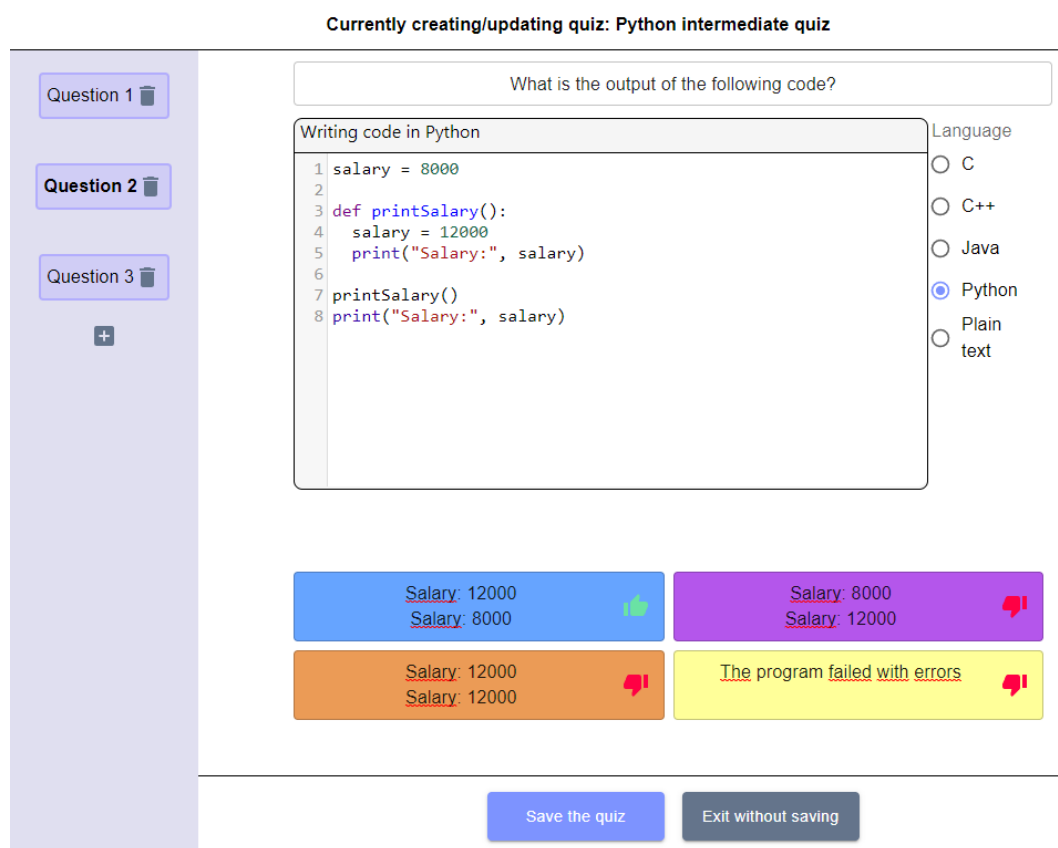 Currently creating/updating quiz: Python intermediate quiz
Question 1
Question 2
Question 3
What is the output of the following code?
Writing code in Python
1 salary = 8000
2
3 def printSalary():
4   salary = 12000
5   print("Salary:", salary)
6
7 printSalary()
8 print("Salary:", salary)
Language
C
C++
Java
Python
Plain
text
Salary: 12000
Salary: 8000
Salary: 8000
Salary: 12000
Salary: 12000
Salary: 12000
The program failed with errors
Save the quiz
Exit without saving